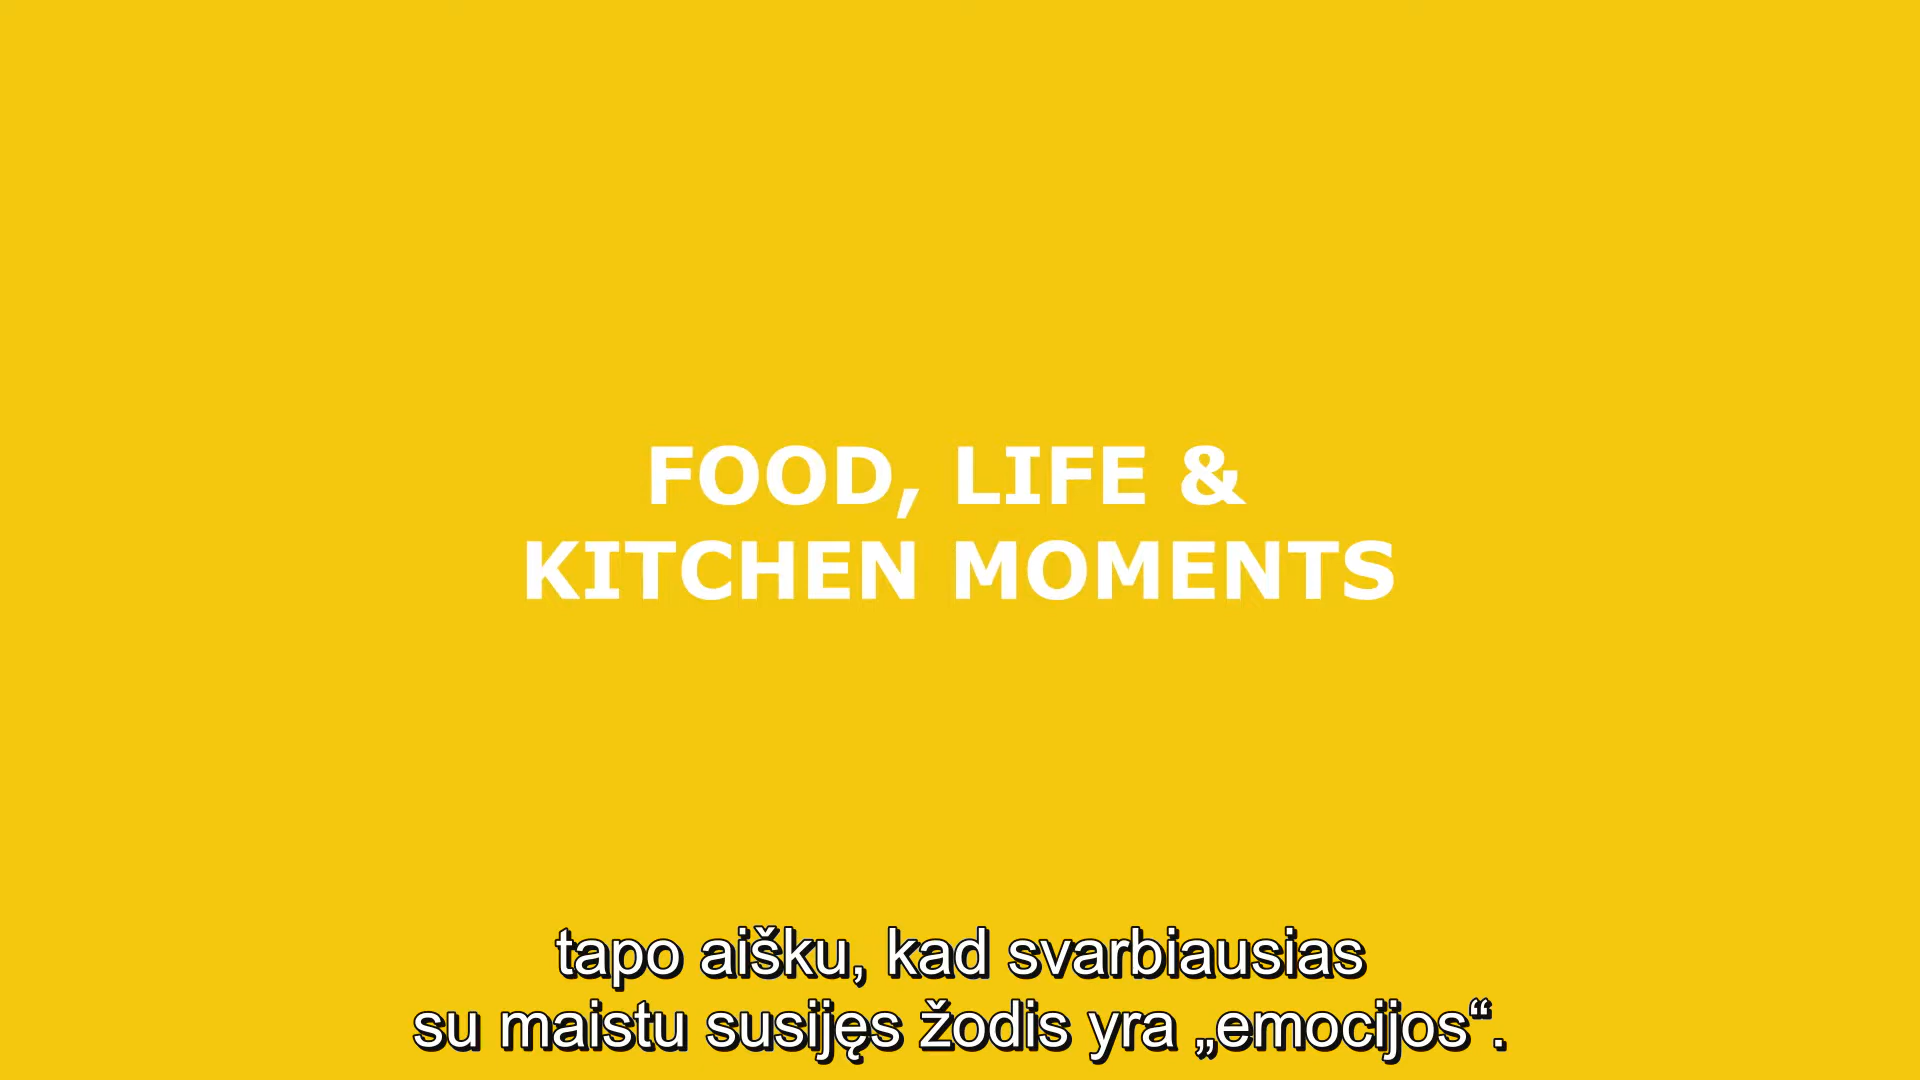 FOOD, LIFE &
KITCHEN MOMENTS
tapo aišku, kad svarbiausias
su maistu susijęs žodis yra „emocijos“.